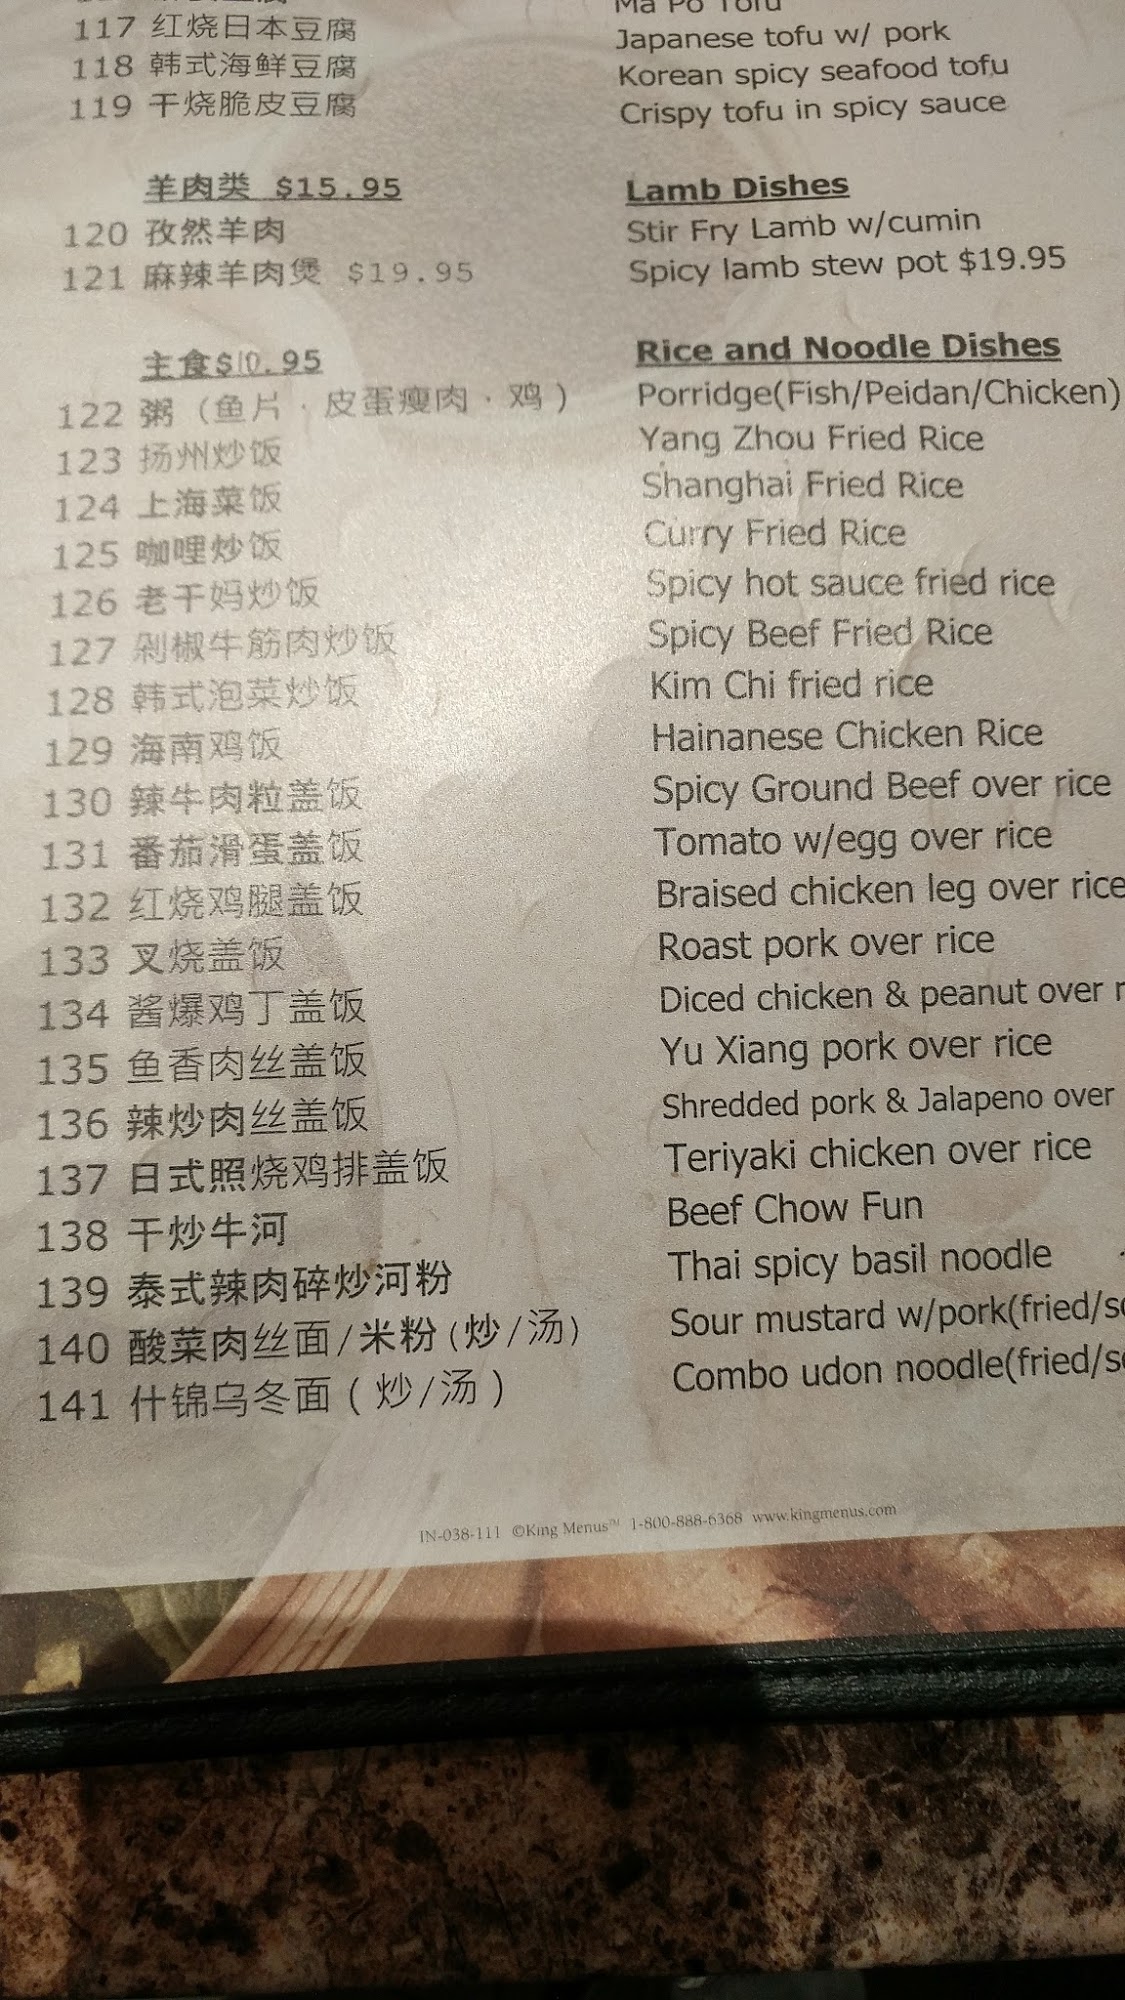 Ma Po Tofu
117 红烧日本豆腐 Japanese tofu w/ pork
118 韩式海鲜豆腐 Korean spicy seafood tofu
119 干烧脆皮豆腐 Crispy tofu in spicy sauce
羊肉类 $15.95 Lamb Dishes
120 孜然羊肉 Stir Fry Lamb w/cumin
121 麻辣羊肉煲 $19.95 Spicy lamb stew pot $19.95
主食$10.95 Rice and Noodle Dishes
122 粥（鱼片 · 皮蛋瘦肉 · 鸡） Porridge(Fish/Peidan/Chicken)
123 扬州炒饭 Yang Zhou Fried Rice
124 上海菜饭 Shanghai Fried Rice
125 咖哩炒饭 Curry Fried Rice
126 老干妈炒饭 Spicy hot sauce fried rice
127 剁椒牛筋肉炒饭 Spicy Beef Fried Rice
128 韩式泡菜炒饭 Kim Chi fried rice
129 海南鸡饭 Hainanese Chicken Rice
130 辣牛肉粒盖饭 Spicy Ground Beef over rice
131 番茄滑蛋盖饭 Tomato w/egg over rice
132 红烧鸡腿盖饭 Braised chicken leg over rice
133 叉烧盖饭 Roast pork over rice
134 酱爆鸡丁盖饭 Diced chicken & peanut over r
135 鱼香肉丝盖饭 Yu Xiang pork over rice
136 辣炒肉丝盖饭 Shredded pork & Jalapeno over
137 日式照烧鸡排盖饭 Teriyaki chicken over rice
138 干炒牛河 Beef Chow Fun
139 泰式辣肉碎炒河粉 Thai spicy basil noodle
140 酸菜肉丝面/米粉(炒/汤) Sour mustard w/pork(fried/so
141 什锦乌冬面(炒/汤) Combo udon noodle(fried/so
IN-038-111 ©King Menus™ 1-800-888-6368 www.kingmenus.com